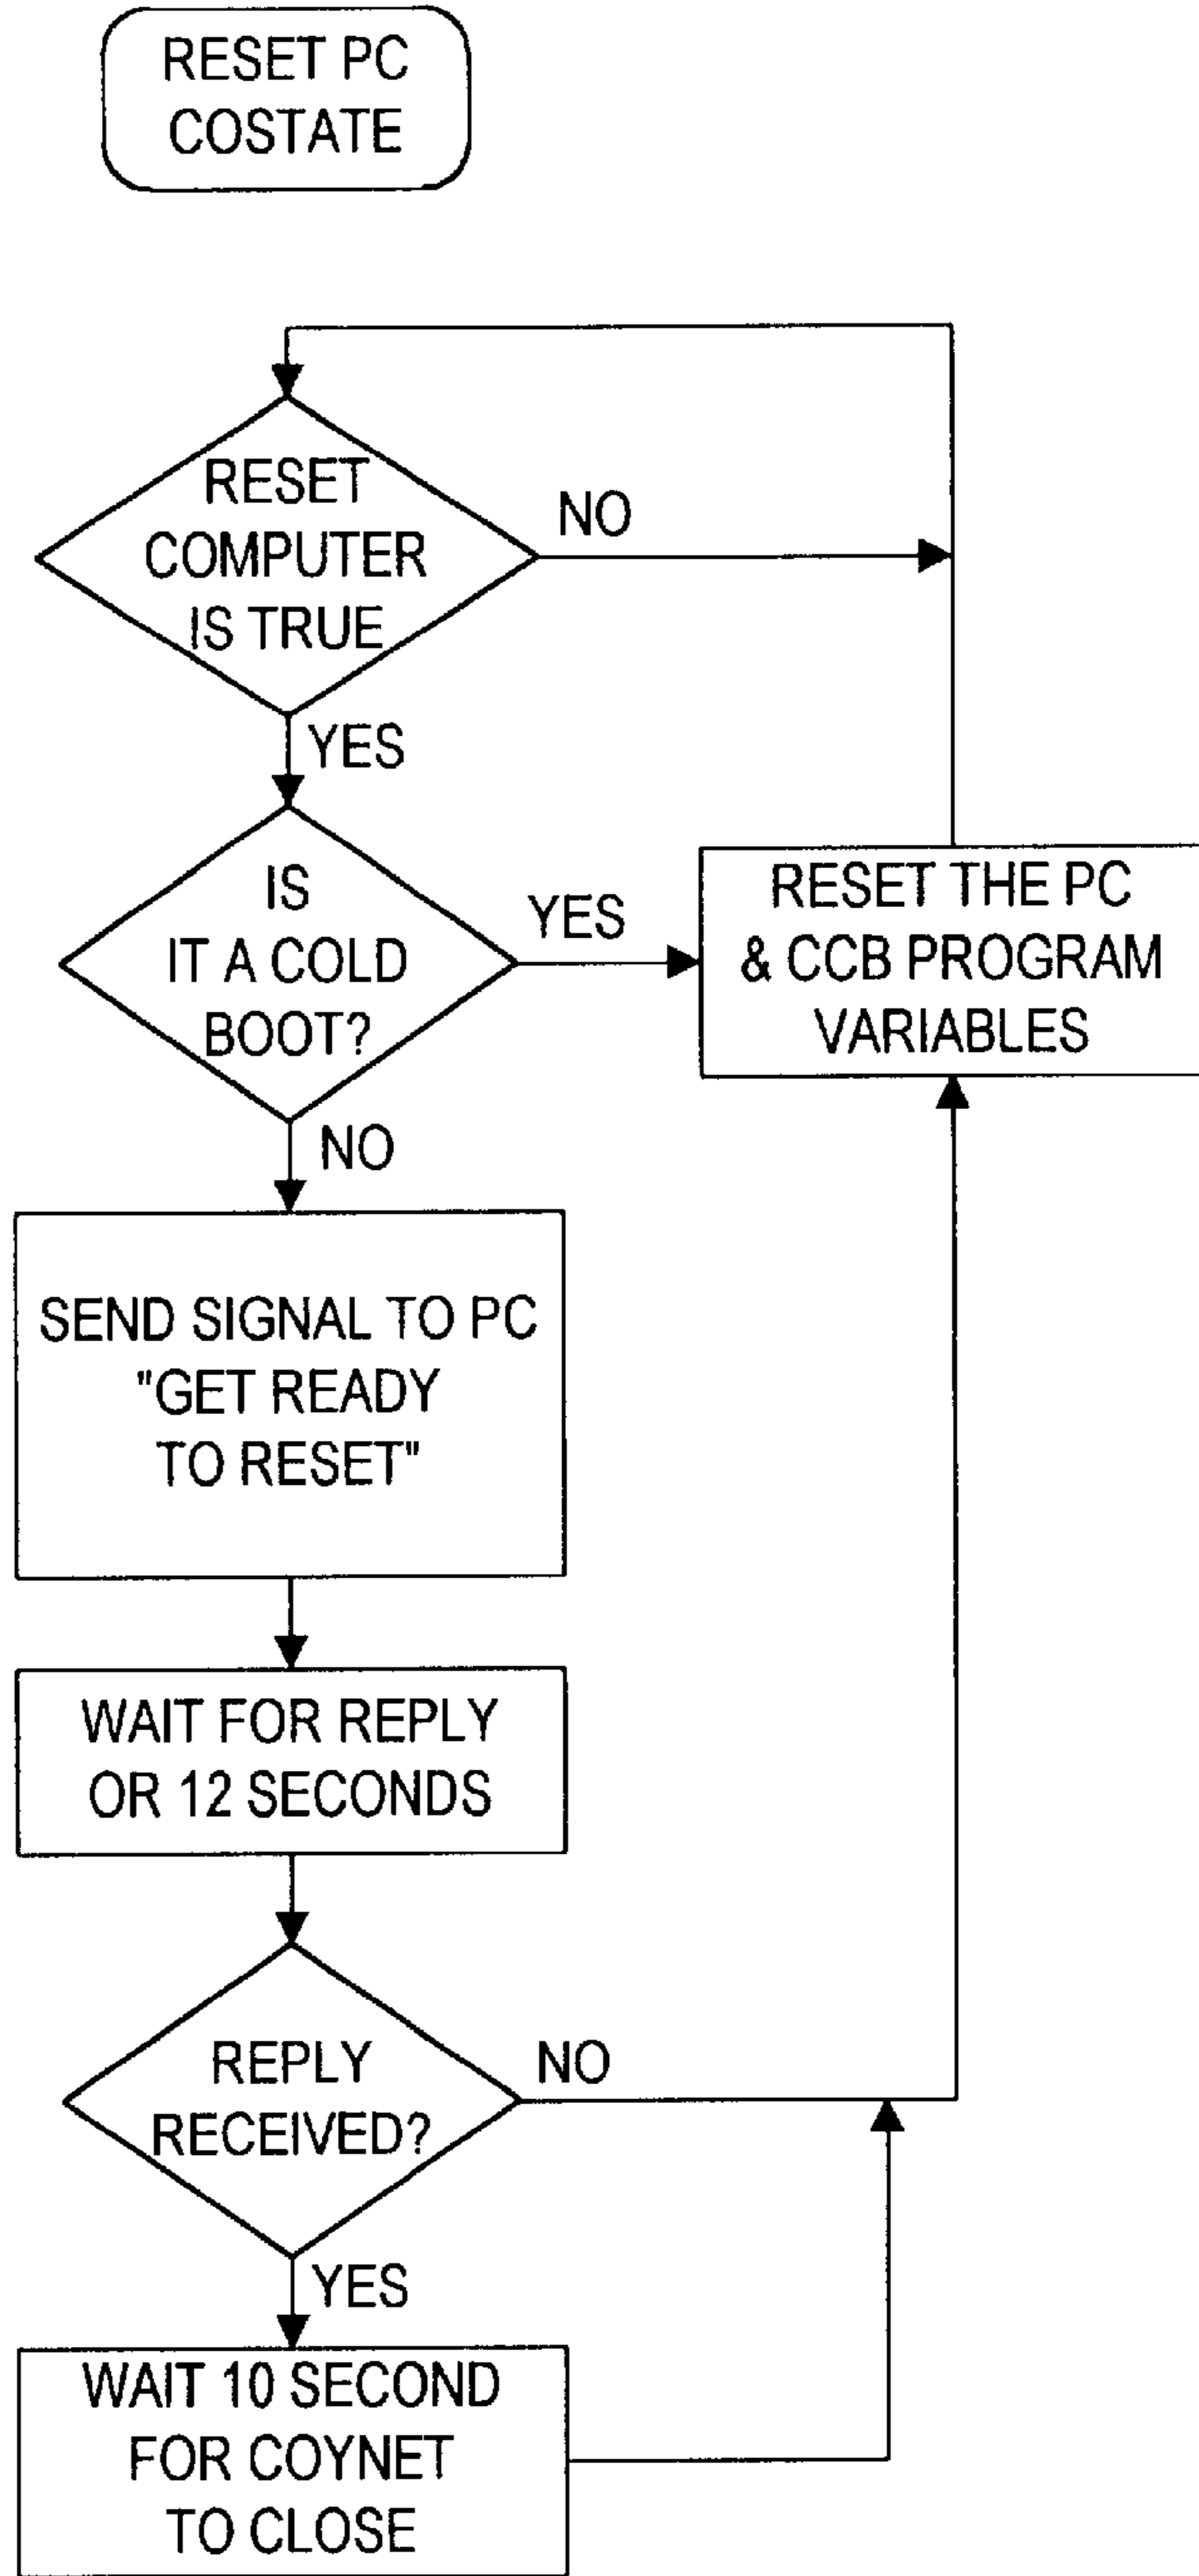 RESET PC
COSTATE
RESET
COMPUTER
IS TRUE
NO
YES
IS
IT A COLD
BOOT?
YES
RESET THE PC
& CCB PROGRAM
VARIABLES
NO
SEND SIGNAL TO PC
"GET READY
TO RESET"
WAIT FOR REPLY
OR 12 SECONDS
REPLY
RECEIVED?
NO
YES
WAIT 10 SECOND
FOR COYNET
TO CLOSE